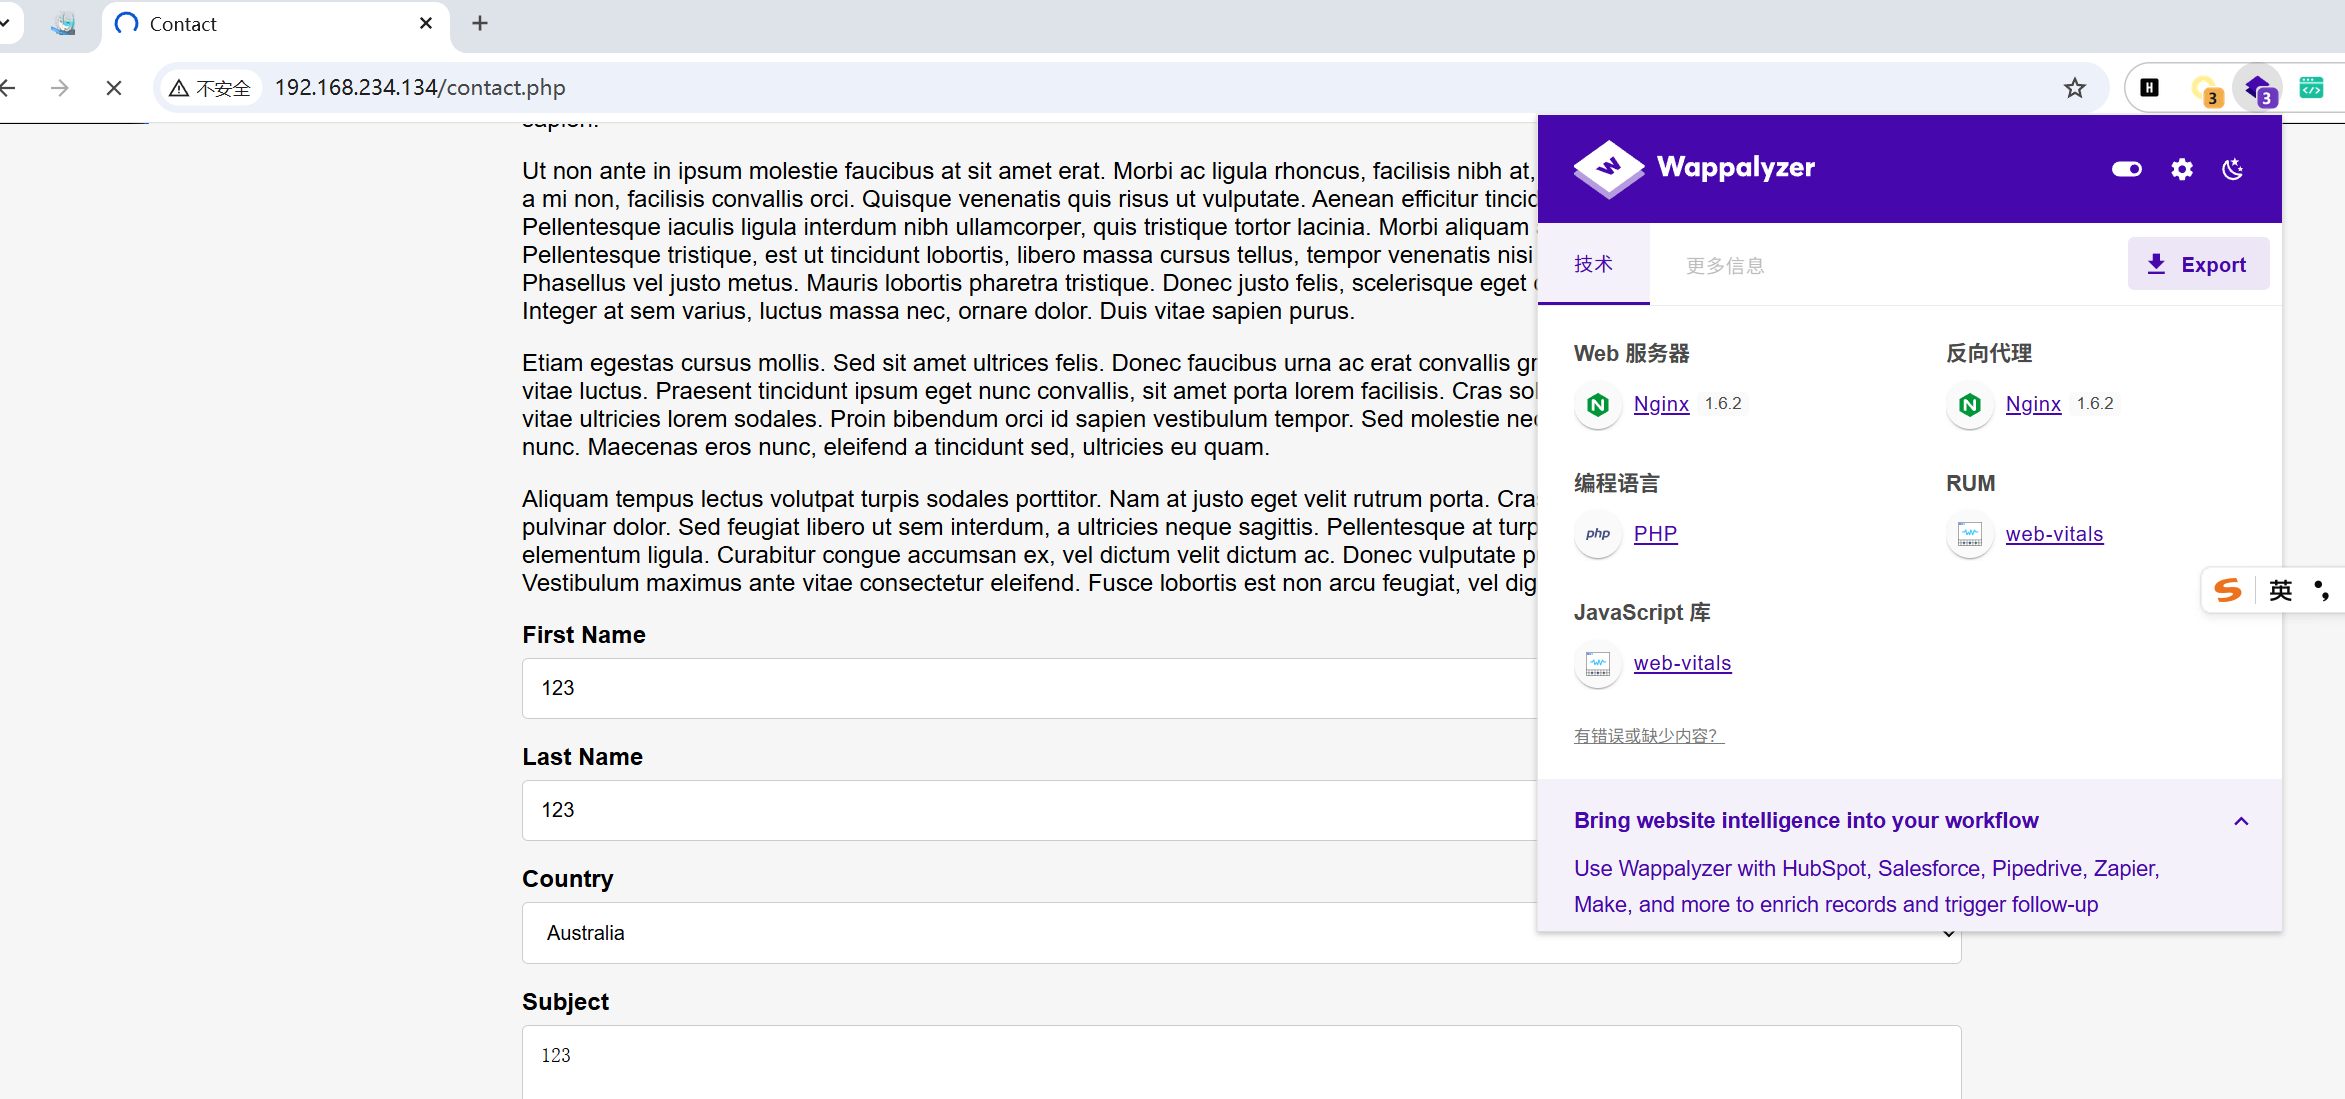 Contact
不安全
192.168.234.134/contact.php
H
3
3
sapien.
Ut non ante in ipsum molestie faucibus at sit amet erat. Morbi ac ligula rhoncus, facilisis nibh at,
a mi non, facilisis convallis orci. Quisque venenatis quis risus ut vulputate. Aenean efficitur tincid
Pellentesque iaculis ligula interdum nibh ullamcorper, quis tristique tortor lacinia. Morbi aliquam
Pellentesque tristique, est ut tincidunt lobortis, libero massa cursus tellus, tempor venenatis nisi
Phasellus vel justo metus. Mauris lobortis pharetra tristique. Donec justo felis, scelerisque eget
Integer at sem varius, luctus massa nec, ornare dolor. Duis vitae sapien purus.
Etiam egestas cursus mollis. Sed sit amet ultrices felis. Donec faucibus urna ac erat convallis gr
vitae luctus. Praesent tincidunt ipsum eget nunc convallis, sit amet porta lorem facilisis. Cras sol
vitae ultricies lorem sodales. Proin bibendum orci id sapien vestibulum tempor. Sed molestie nec
nunc. Maecenas eros nunc, eleifend a tincidunt sed, ultricies eu quam.
Aliquam tempus lectus volutpat turpis sodales porttitor. Nam at justo eget velit rutrum porta. Cras
pulvinar dolor. Sed feugiat libero ut sem interdum, a ultricies neque sagittis. Pellentesque at turp
elementum ligula. Curabitur congue accumsan ex, vel dictum velit dictum ac. Donec vulputate p
Vestibulum maximus ante vitae consectetur eleifend. Fusce lobortis est non arcu feugiat, vel dig
First Name
123
Last Name
123
Country
Australia
Subject
123
Wappalyzer
技术
更多信息
Export
Web 服务器
Nginx 1.6.2
反向代理
Nginx 1.6.2
编程语言
php PHP
RUM
web-vitals
JavaScript 库
web-vitals
有错误或缺少内容？
Bring website intelligence into your workflow
Use Wappalyzer with HubSpot, Salesforce, Pipedrive, Zapier,
Make, and more to enrich records and trigger follow-up
英